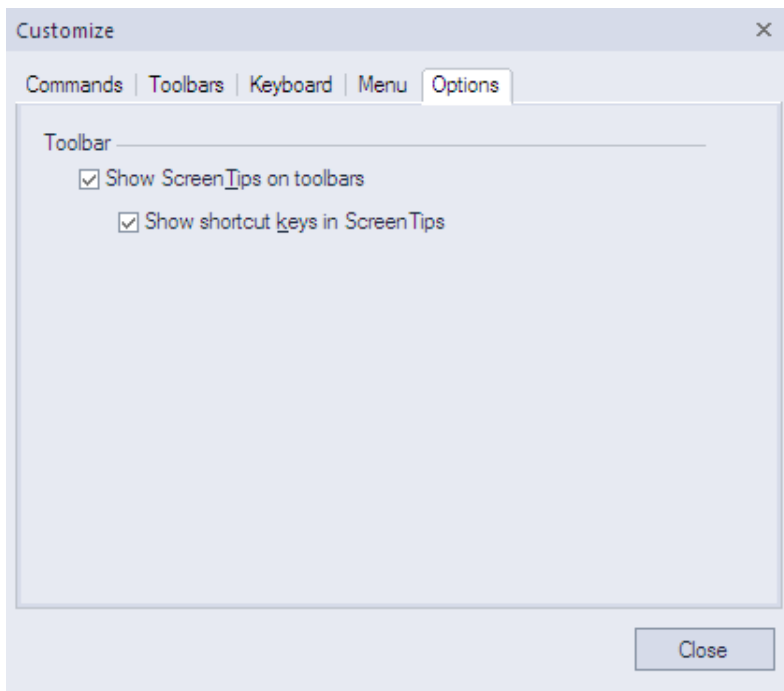 Customize
Commands Toolbars Keyboard Menu Options
Toolbar
Show ScreenTips on toolbars
Show shortcut keys in ScreenTips
Close